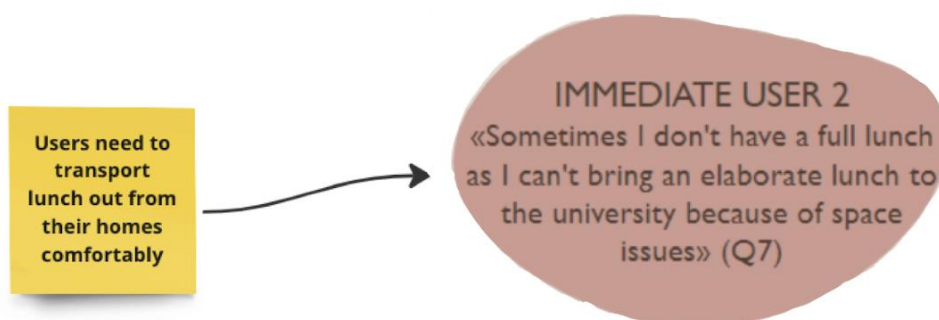 Users need to
transport
lunch out from
their homes
comfortably
IMMEDIATE USER 2
«Sometimes I don't have a full lunch
as I can't bring an elaborate lunch to
the university because of space
issues» (Q7)